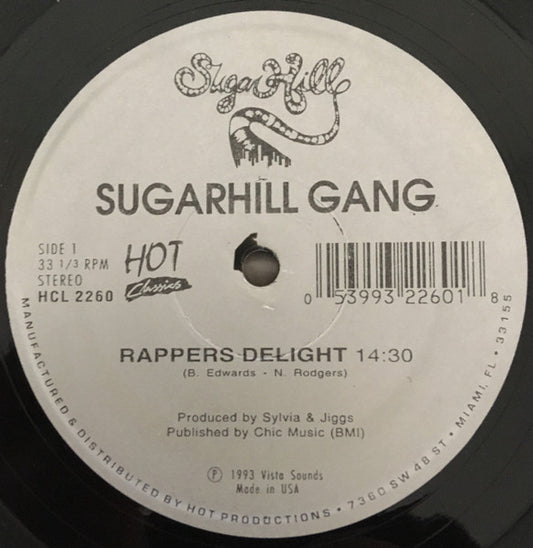 Sugar Hill
SUGARHILL GANG
SIDE 1
33 1/3 RPM
STEREO
HCL 2260
HOT
Classics
0 53993 22601 8
RAPPERS DELIGHT 14:30
(B. Edwards - N. Rodgers)
Produced by Sylvia & Jiggs
Published by Chic Music (BMI)
℗ 1993 Vista Sounds
Made in USA
MANUFACTURED & DISTRIBUTED BY HOT PRODUCTIONS • 7360 SW 48 ST • MIAMI, FL • 33155